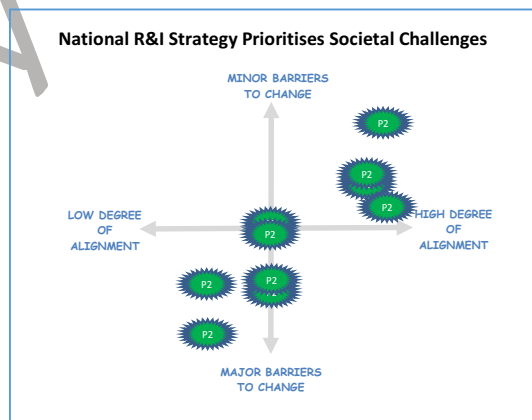 National R&I Strategy Prioritises Societal Challenges
MINOR BARRIERS
TO CHANGE
P2
P2
P2
LOW DEGREE
OF
ALIGNMENT
HIGH DEGREE
OF
ALIGNMENT
P2
P2
P2
P2
P2
MAJOR BARRIERS
TO CHANGE